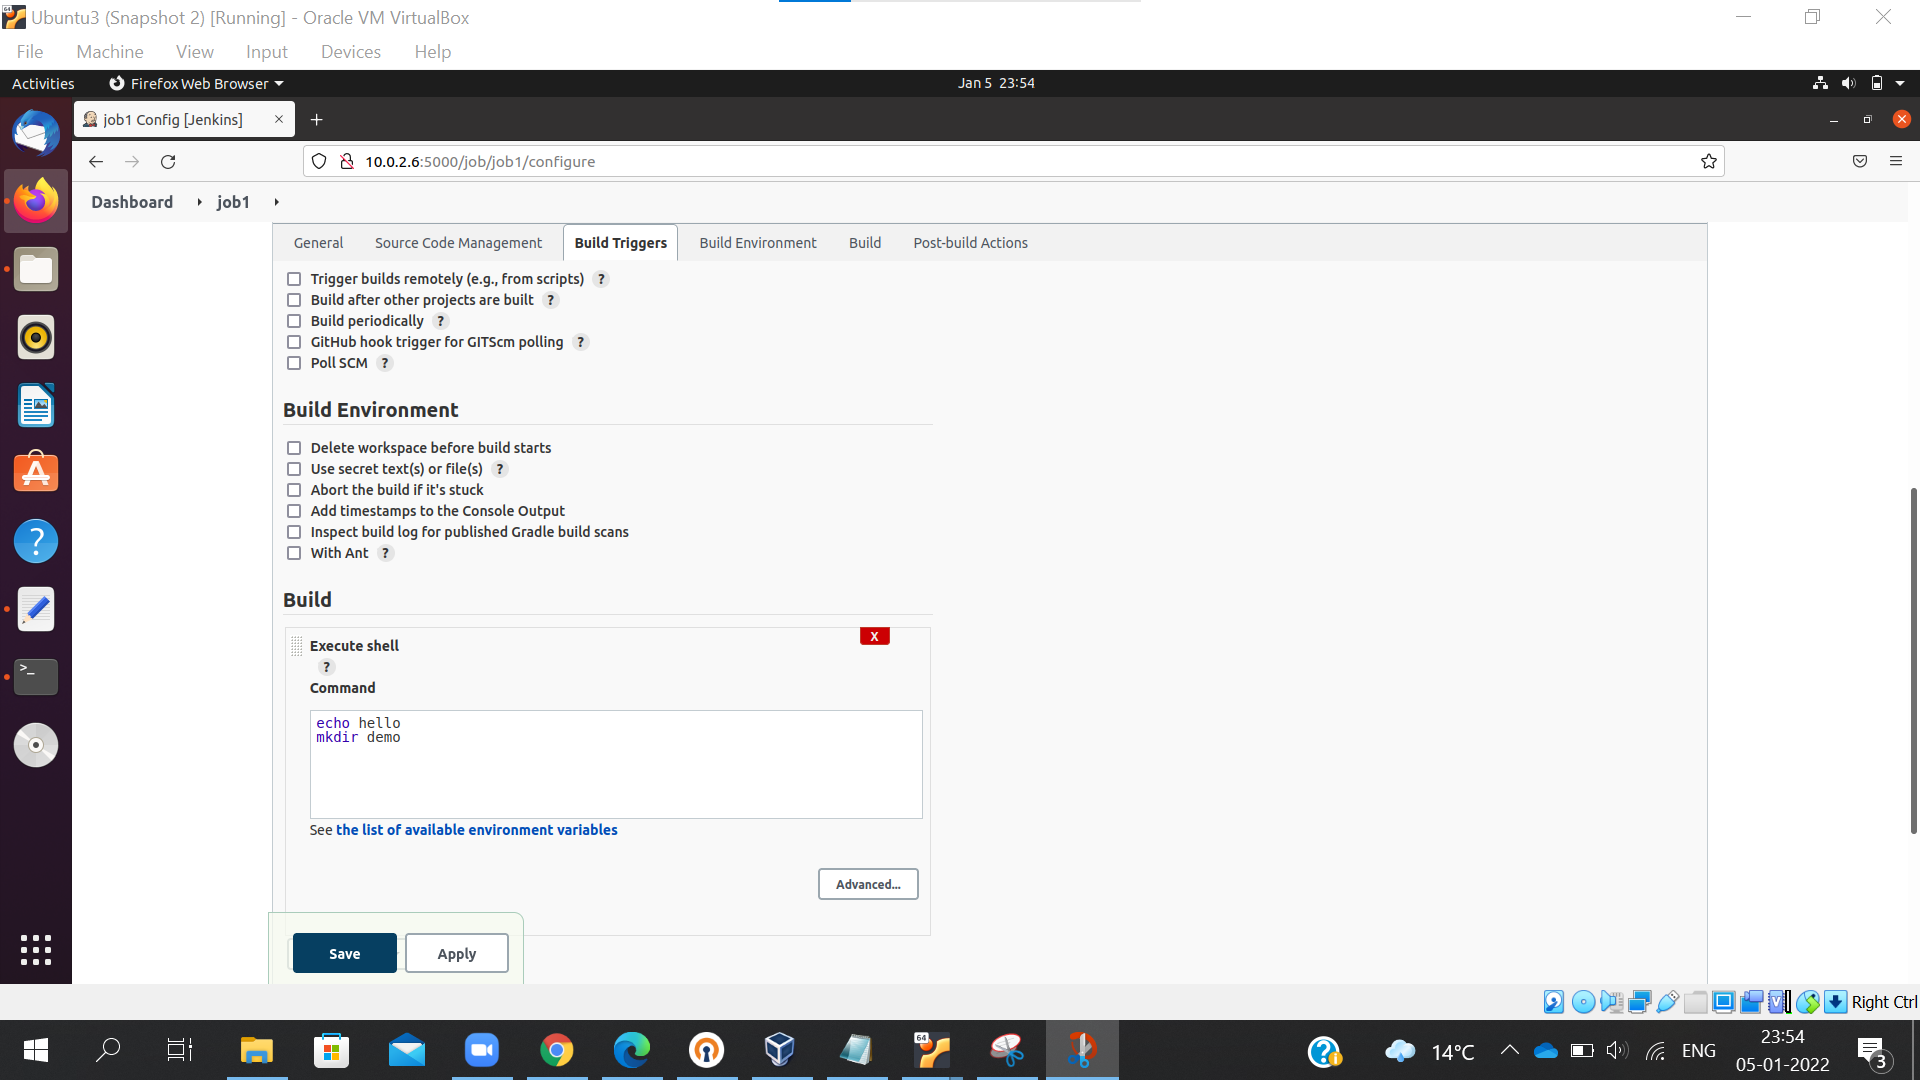 Ubuntu3 (Snapshot 2) [Running] - Oracle VM VirtualBox
File Machine View Input Devices Help
Activities Firefox Web Browser Jan 5 23:54
job1 Config [Jenkins]
10.0.2.6:5000/job/job1/configure
Dashboard job1
General Source Code Management Build Triggers Build Environment Build Post-build Actions
Trigger builds remotely (e.g., from scripts) ?
Build after other projects are built ?
Build periodically ?
GitHub hook trigger for GITScm polling ?
Poll SCM ?
Build Environment
Delete workspace before build starts
Use secret text(s) or file(s) ?
Abort the build if it's stuck
Add timestamps to the Console Output
Inspect build log for published Gradle build scans
With Ant ?
Build
X
Execute shell
?
Command
echo hello
mkdir demo
See the list of available environment variables
Advanced...
Save Apply
Right Ctrl
64
14°C ENG 23:54
05-01-2022
3